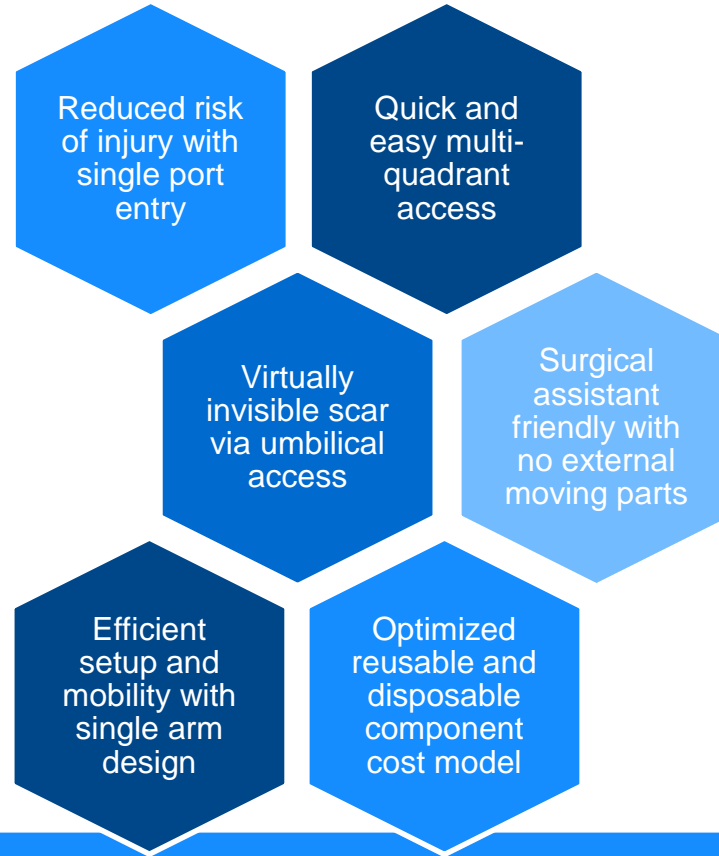 Reduced risk
of injury with
single port
entry
Quick and
easy multi-
quadrant
access
Virtually
invisible scar
via umbilical
access
Surgical
assistant
friendly with
no external
moving parts
Efficient
setup and
mobility with
single arm
design
Optimized
reusable and
disposable
component
cost model